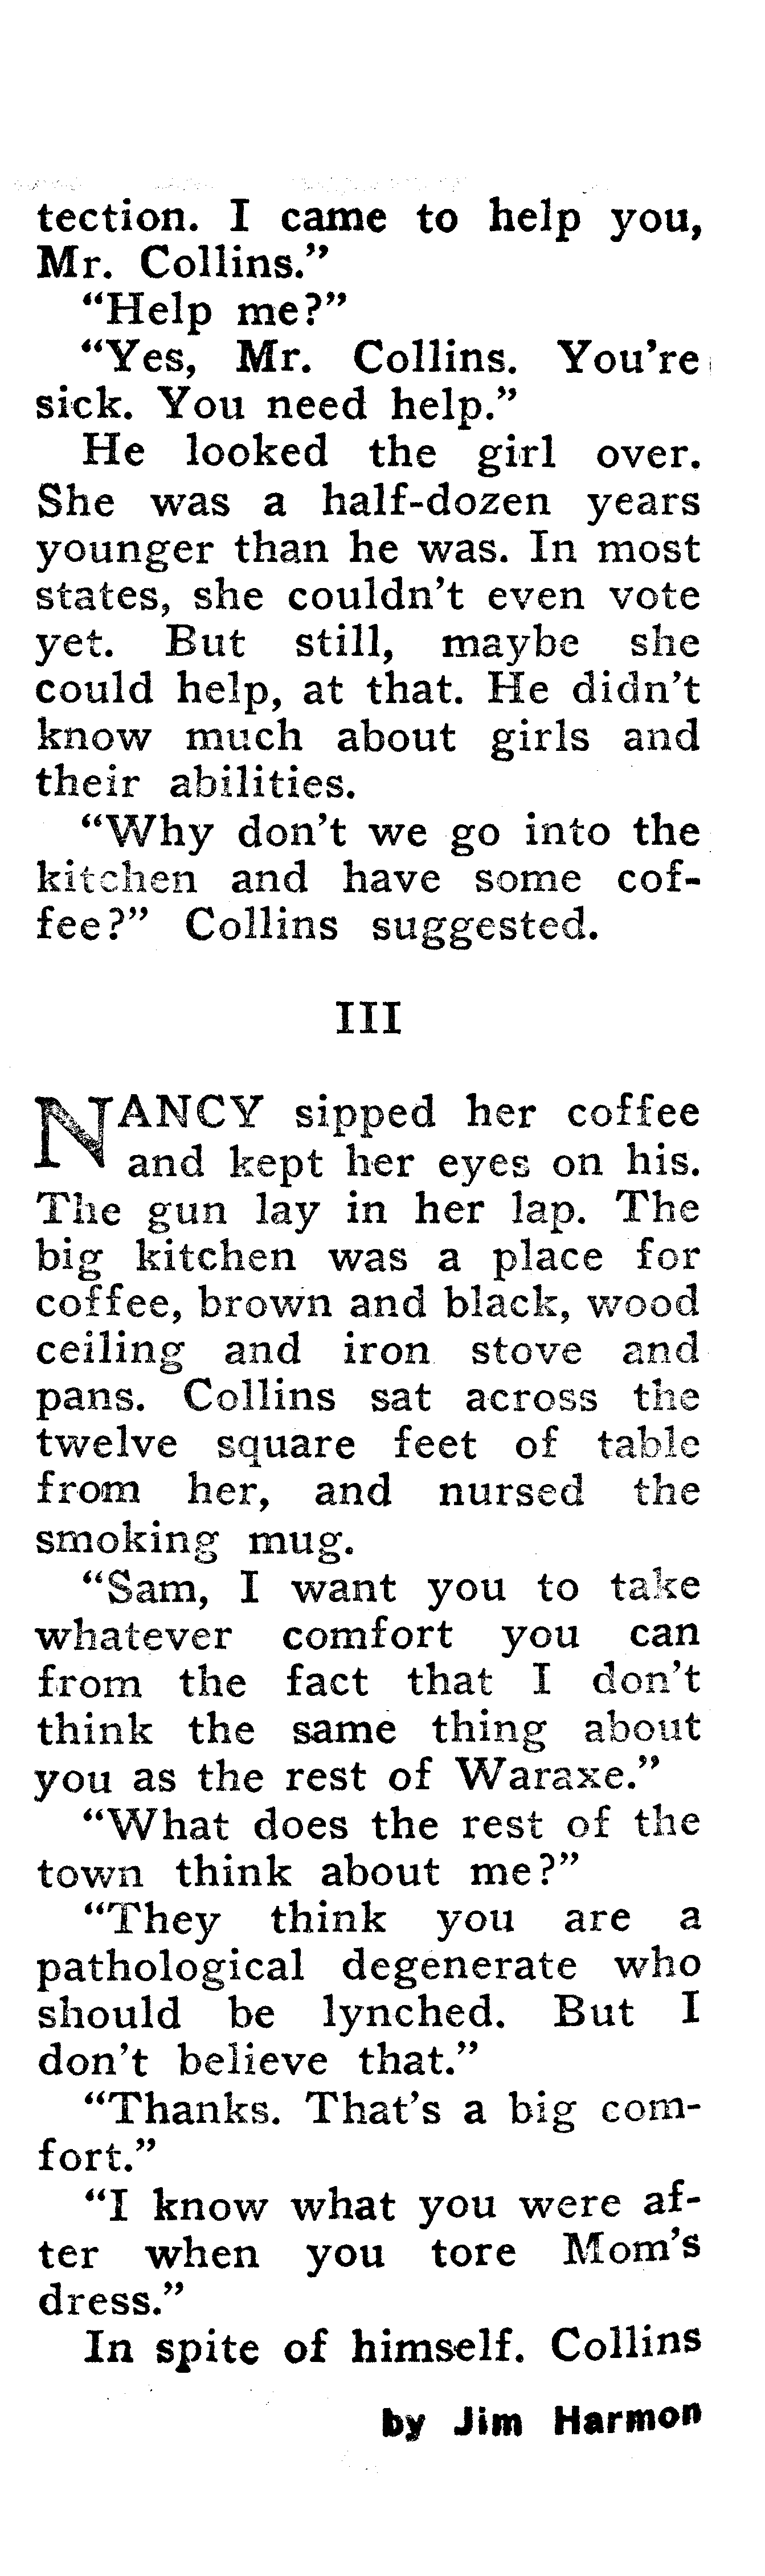 tection. I came to help you,
Mr. Collins.”
“Help me?”
“Yes, Mr. Collins. You’re
sick. You need help.”
He looked the girl over.
She was a half-dozen years
younger than he was. In most
states, she couldn’t even vote
yet. But still, maybe she
could help, at that. He didn’t
know much about girls and
their abilities.
“Why don’t we go into the
kitchen and have some cof-
fee?” Collins suggested.
III
NANCY sipped her coffee
and kept her eyes on his.
The gun lay in her lap. The
big kitchen was a place for
coffee, brown and black, wood
ceiling and iron stove and
pans. Collins sat across the
twelve square feet of table
from her, and nursed the
smoking mug.
“Sam, I want you to take
whatever comfort you can
from the fact that I don’t
think the same thing about
you as the rest of Waraxe.”
“What does the rest of the
town think about me?”
“They think you are a
pathological degenerate who
should be lynched. But I
don’t believe that.”
“Thanks. That’s a big com-
fort.”
“I know what you were af-
ter when you tore Mom’s
dress.”
In spite of himself. Collins
by Jim Harmon